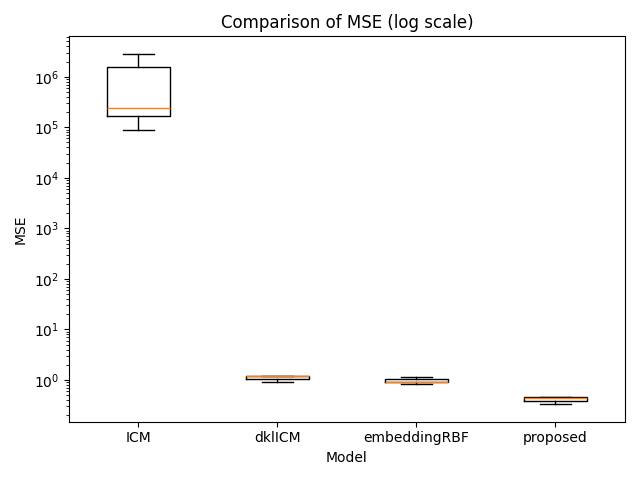 Comparison of MSE (log scale)
MSE
10^6
10^5
10^4
10^3
10^2
10^1
10^0
ICM dklICM embeddingRBF proposed
Model